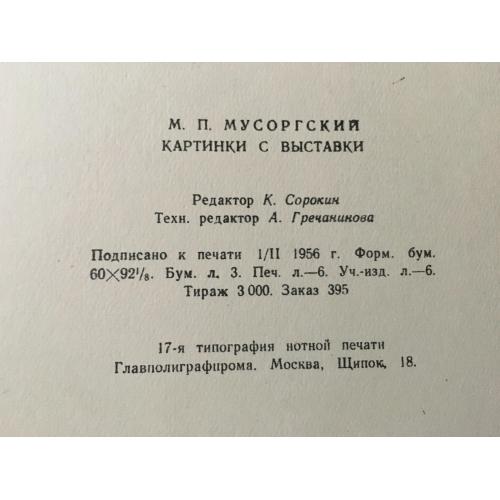 М. П. МУСОРГСКИЙ
КАРТИНКИ С ВЫСТАВКИ
Редактор К. Сорокин
Техн. редактор А. Гречанинова
Подписано к печати 1/II 1956 г. Форм. бум.
60×92¹/₈. Бум. л. 3. Печ. л.—6. Уч.-изд. л.—6.
Тираж 3 000. Заказ 395
17-я типография нотной печати
Главполиграфпрома. Москва, Щипок, 18.